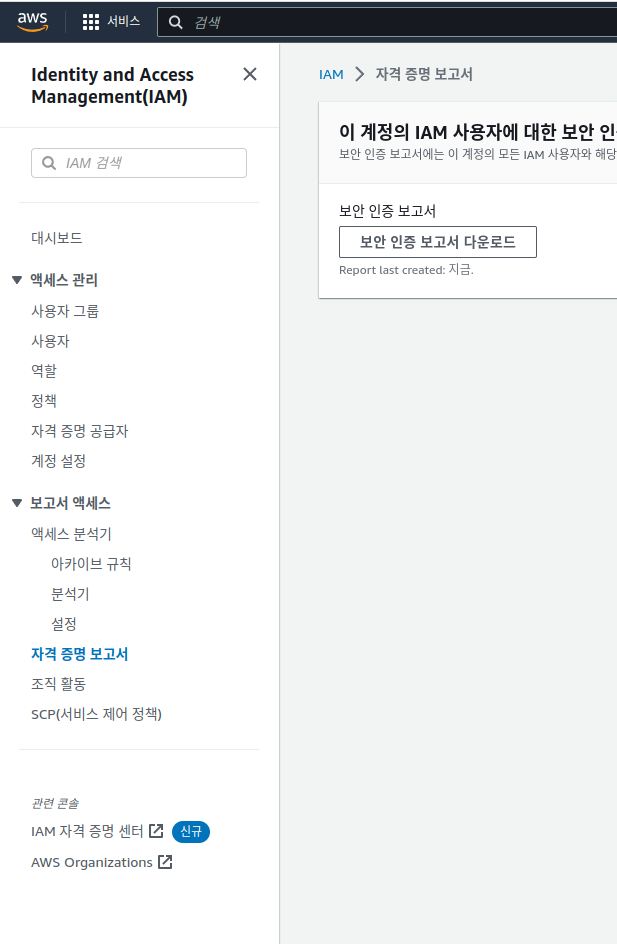 aws
서비스
검색
Identity and Access
Management(IAM)
IAM 검색
대시보드
액세스 관리
사용자 그룹
사용자
역할
정책
자격 증명 공급자
계정 설정
보고서 액세스
액세스 분석기
아카이브 규칙
분석기
설정
자격 증명 보고서
조직 활동
SCP(서비스 제어 정책)
관련 콘솔
IAM 자격 증명 센터 신규
AWS Organizations
IAM 자격 증명 보고서
이 계정의 IAM 사용자에 대한 보안 인
보안 인증 보고서에는 이 계정의 모든 IAM 사용자와 해당
보안 인증 보고서
보안 인증 보고서 다운로드
Report last created: 지금.